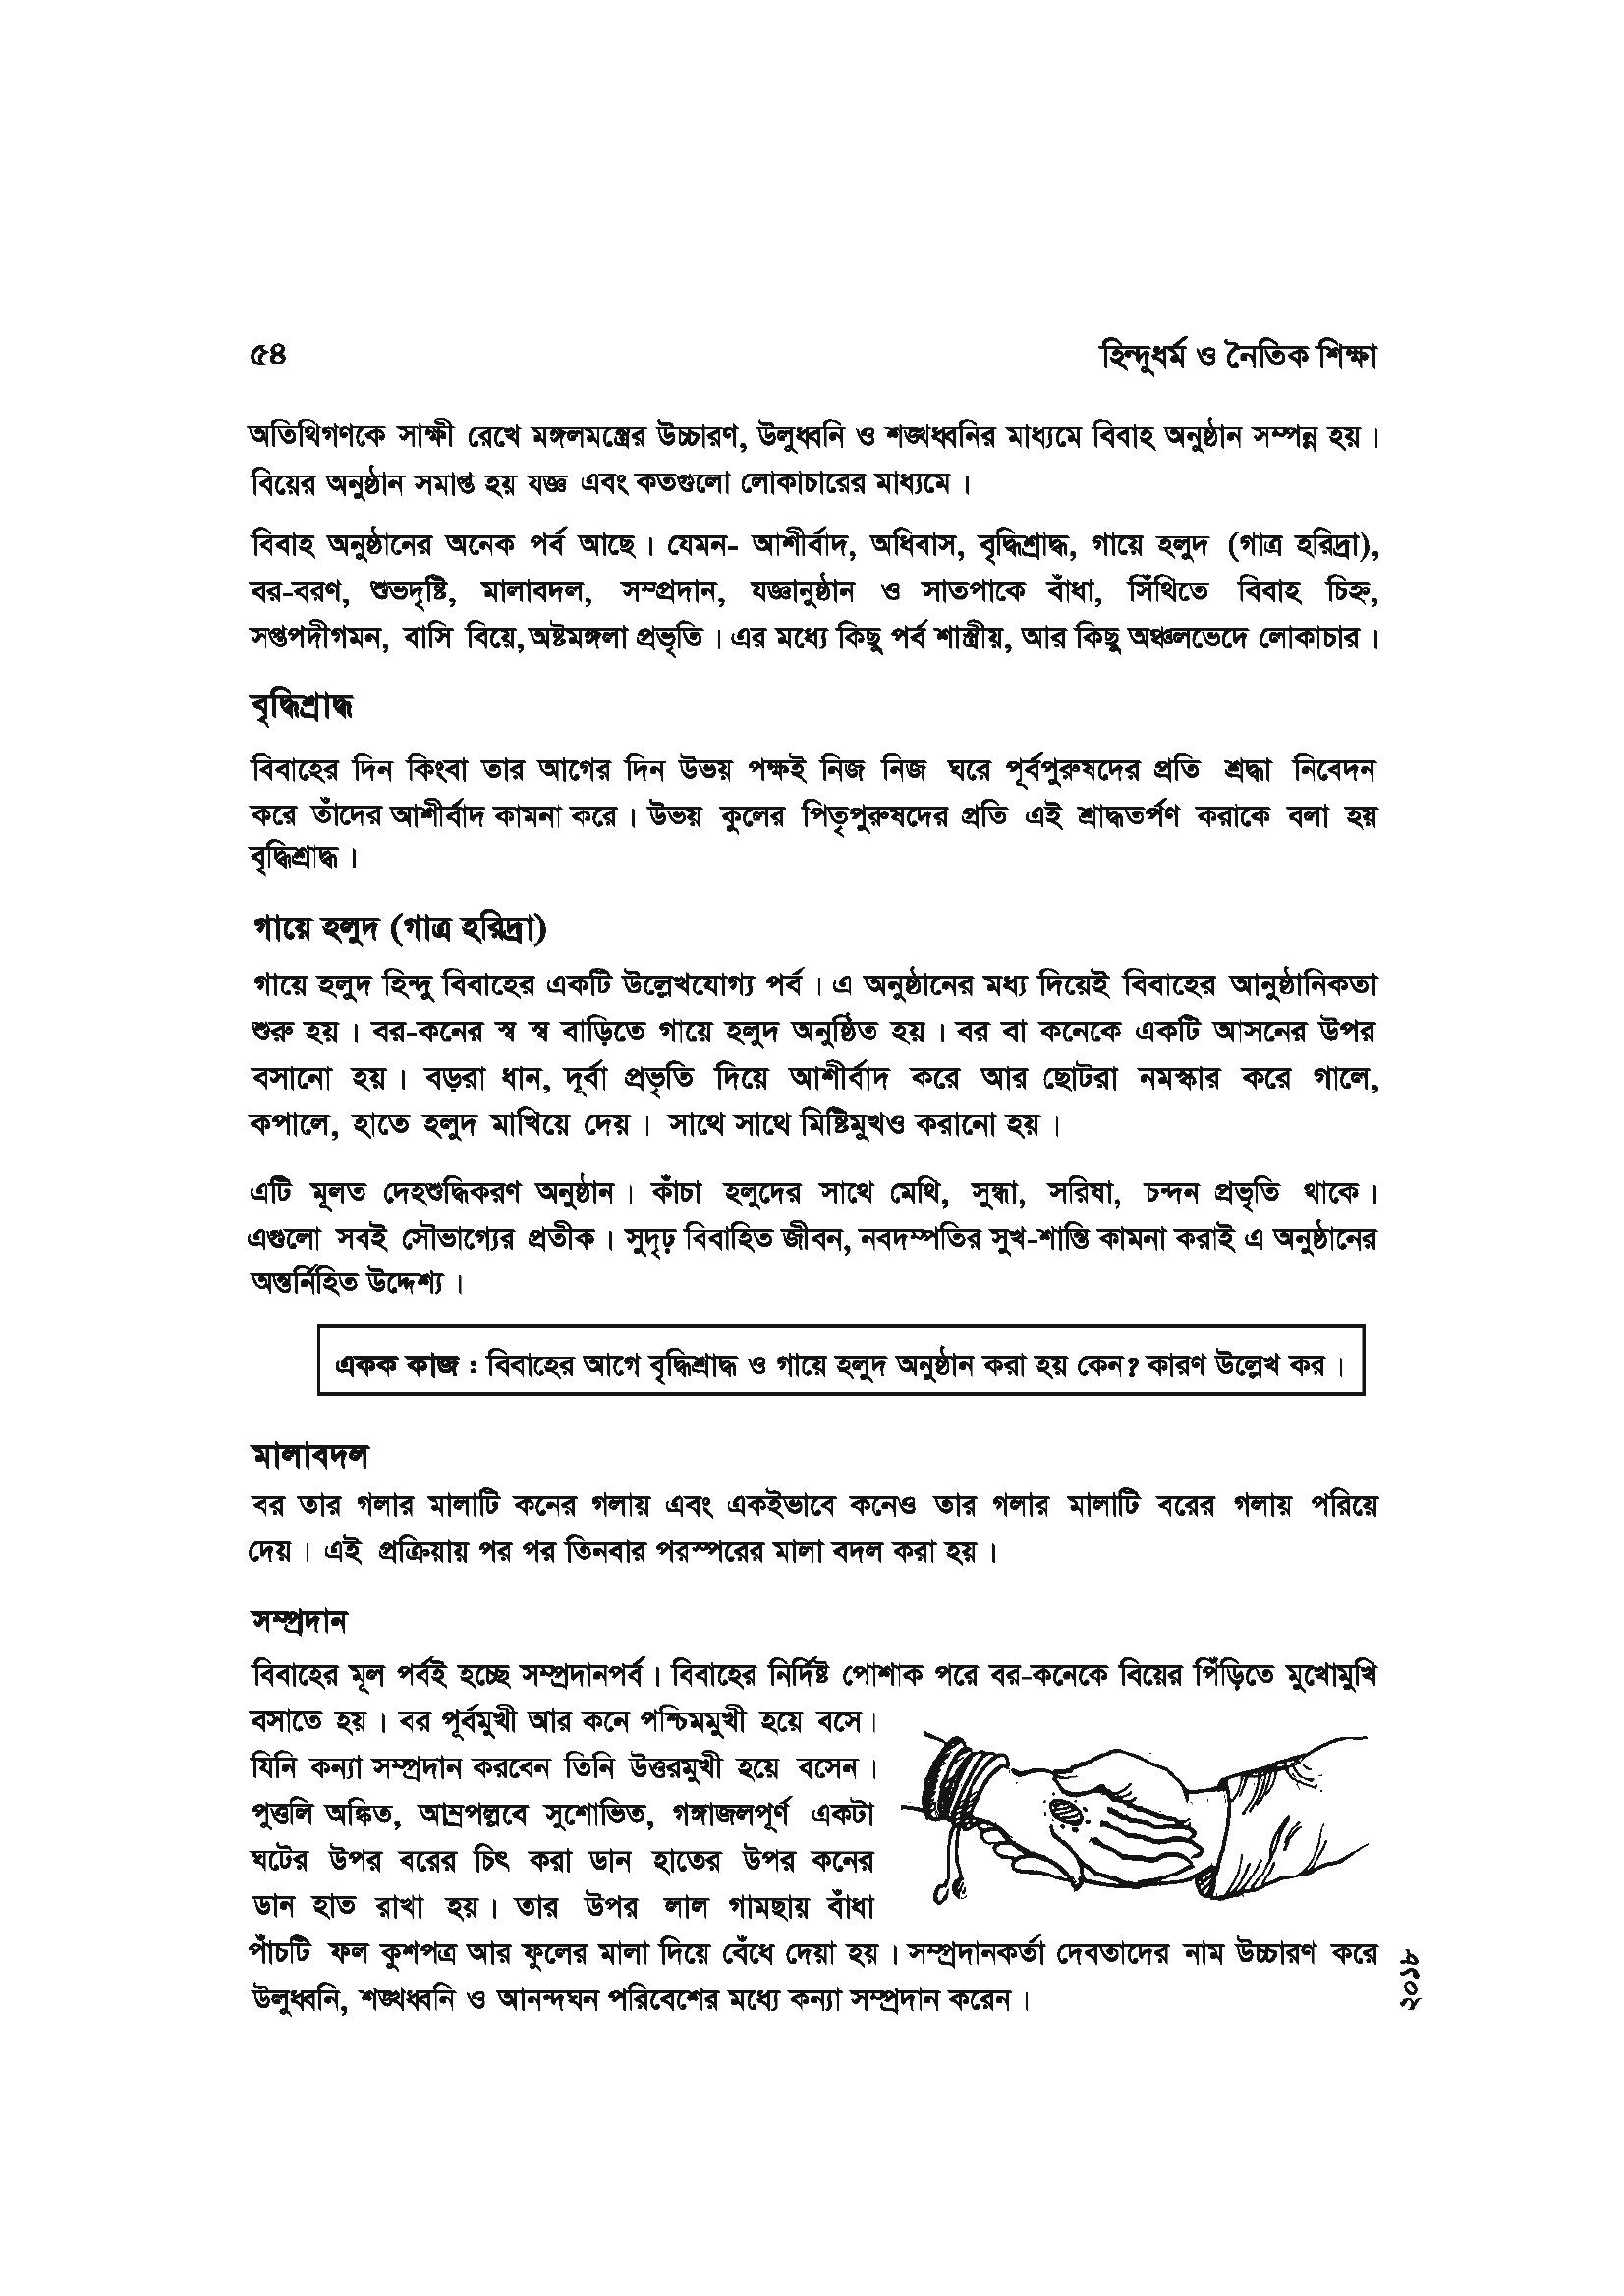 ৫৪
হিন্দুধর্ম ও নৈতিক শিক্ষা
অতিথিগণকে সাক্ষী রেখে মঙ্গলমন্ত্রের উচ্চারণ, উলুধ্বনি ও শঙ্খধ্বনির মাধ্যমে বিবাহ অনুষ্ঠান সম্পন্ন হয়।
বিয়ের অনুষ্ঠান সমাপ্ত হয় যজ্ঞ এবং কতগুলো লোকাচারের মাধ্যমে।
বিবাহ অনুষ্ঠানের অনেক পর্ব আছে। যেমন- আশীর্বাদ, অধিবাস, বৃদ্ধিশ্রাদ্ধ, গায়ে হলুদ (গাত্র হরিদ্রা),
বর-বরণ, শুভদৃষ্টি, মালাবদল, সম্প্রদান, যজ্ঞানুষ্ঠান ও সাতপাকে বাঁধা, সিঁথিতে বিবাহ চিহ্ন,
সপ্তপদীগমন, বাসি বিয়ে, অষ্টমঙ্গলা প্রভৃতি। এর মধ্যে কিছু পর্ব শাস্ত্রীয়, আর কিছু অঞ্চলভেদে লোকাচার।
বৃদ্ধিশ্রাদ্ধ
বিবাহের দিন কিংবা তার আগের দিন উভয় পক্ষই নিজ নিজ ঘরে পূর্বপুরুষদের প্রতি শ্রদ্ধা নিবেদন
করে তাঁদের আশীর্বাদ কামনা করে। উভয় কুলের পিতৃপুরুষদের প্রতি এই শ্রাদ্ধতর্পণ করাকে বলা হয়
বৃদ্ধিশ্রাদ্ধ।
গায়ে হলুদ (গাত্র হরিদ্রা)
গায়ে হলুদ হিন্দু বিবাহের একটি উল্লেখযোগ্য পর্ব। এ অনুষ্ঠানের মধ্য দিয়েই বিবাহের আনুষ্ঠানিকতা
শুরু হয়। বর-কনের স্ব স্ব বাড়িতে গায়ে হলুদ অনুষ্ঠিত হয়। বর বা কনেকে একটি আসনের উপর
বসানো হয়। বড়রা ধান, দূর্বা প্রভৃতি দিয়ে আশীর্বাদ করে আর ছোটরা নমস্কার করে গালে,
কপালে, হাতে হলুদ মাখিয়ে দেয়। সাথে সাথে মিষ্টিমুখও করানো হয়।
এটি মূলত দেহশুদ্ধিকরণ অনুষ্ঠান। কাঁচা হলুদের সাথে মেথি, সুন্ধা, সরিষা, চন্দন প্রভৃতি থাকে।
এগুলো সবই সৌভাগ্যের প্রতীক। সুদৃঢ় বিবাহিত জীবন, নবদম্পতির সুখ-শান্তি কামনা করাই এ অনুষ্ঠানের
অন্তর্নিহিত উদ্দেশ্য।
একক কাজ : বিবাহের আগে বৃদ্ধিশ্রাদ্ধ ও গায়ে হলুদ অনুষ্ঠান করা হয় কেন? কারণ উল্লেখ কর।
মালাবদল
বর তার গলার মালাটি কনের গলায় এবং একইভাবে কনেও তার গলার মালাটি বরের গলায় পরিয়ে
দেয়। এই প্রক্রিয়ায় পর পর তিনবার পরস্পরের মালা বদল করা হয়।
সম্প্রদান
বিবাহের মূল পর্বই হচ্ছে সম্প্রদানপর্ব। বিবাহের নির্দিষ্ট পোশাক পরে বর-কনেকে বিয়ের পিঁড়িতে মুখোমুখি
বসাতে হয়। বর পূর্বমুখী আর কনে পশ্চিমমুখী হয়ে বসে।
যিনি কন্যা সম্প্রদান করবেন তিনি উত্তরমুখী হয়ে বসেন।
পুত্তলি অঙ্কিত, আম্রপল্লবে সুশোভিত, গঙ্গাজলপূর্ণ একটা
ঘটের উপর বরের চিৎ করা ডান হাতের উপর কনের
ডান হাত রাখা হয়। তার উপর লাল গামছায় বাঁধা
পাঁচটি ফল কুশপত্র আর ফুলের মালা দিয়ে বেঁধে দেয়া হয়। সম্প্রদানকর্তা দেবতাদের নাম উচ্চারণ করে
উলুধ্বনি, শঙ্খধ্বনি ও আনন্দঘন পরিবেশের মধ্যে কন্যা সম্প্রদান করেন।
২০১৮